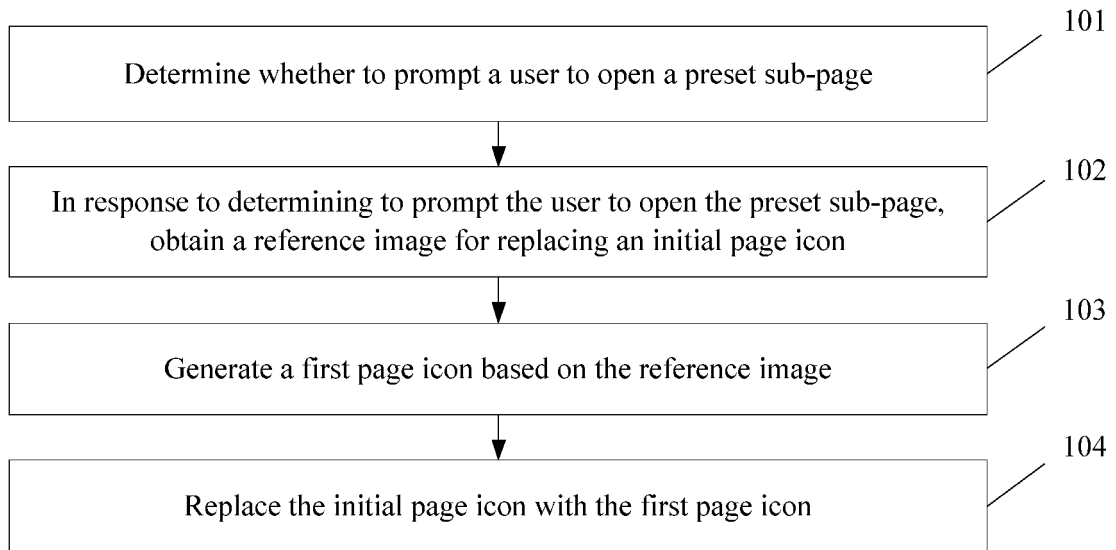 101
Determine whether to prompt a user to open a preset sub-page
102
In response to determining to prompt the user to open the preset sub-page,
obtain a reference image for replacing an initial page icon
103
Generate a first page icon based on the reference image
104
Replace the initial page icon with the first page icon